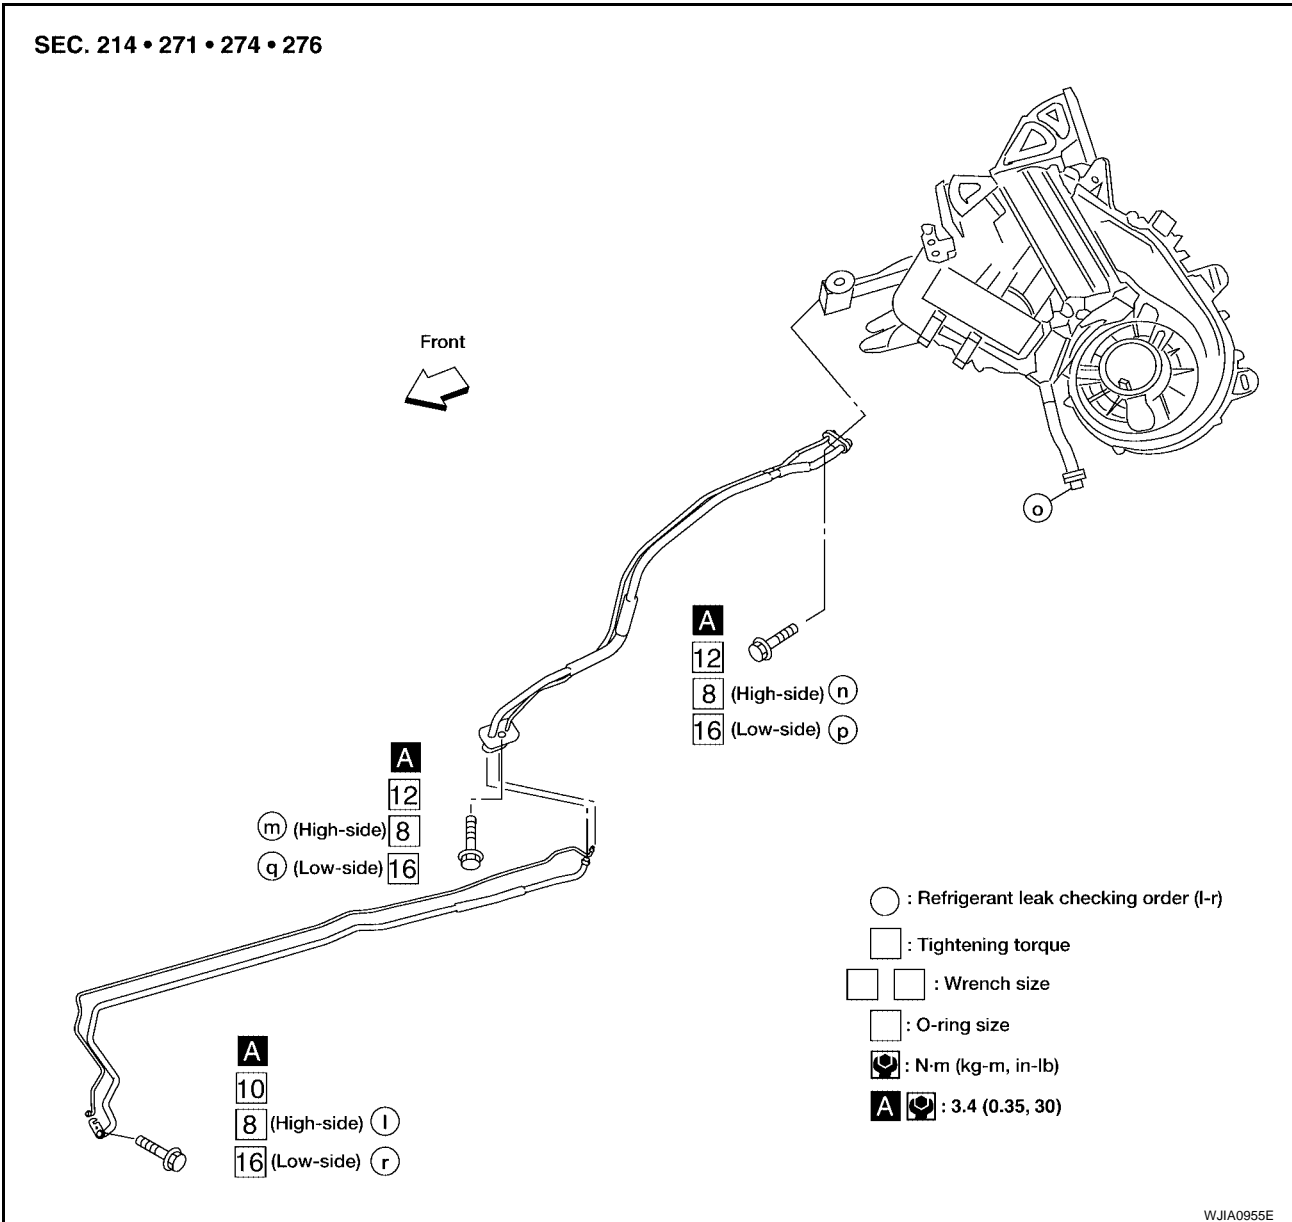 SEC. 214 • 271 • 274 • 276
Front
o
A
12
8 (High-side) n
16 (Low-side) p
A
12
m (High-side) 8
q (Low-side) 16
: Refrigerant leak checking order (l-r)
: Tightening torque
: Wrench size
: O-ring size
: N·m (kg-m, in-lb)
A : 3.4 (0.35, 30)
A
10
8 (High-side) l
16 (Low-side) r
WJIA0955E